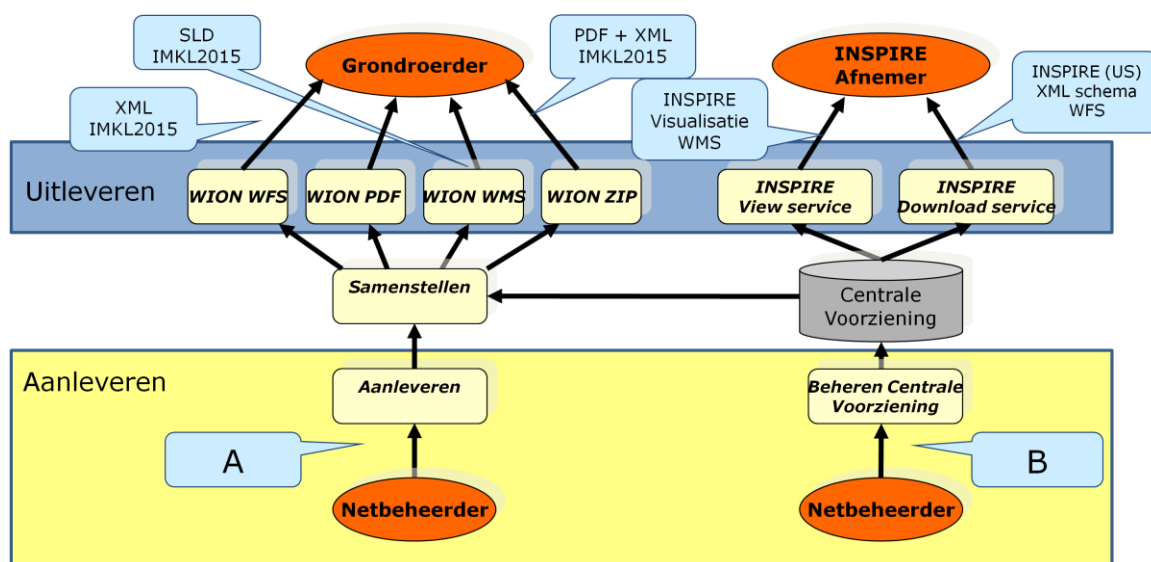 SLD
IMKL2015
PDF + XML
IMKL2015
Grondroerder
INSPIRE
Afnemer
XML
IMKL2015
INSPIRE
Visualisatie
WMS
INSPIRE (US)
XML schema
WFS
Uitleveren
WION WFS
WION PDF
WION WMS
WION ZIP
INSPIRE
View service
INSPIRE
Download service
Samenstellen
Centrale
Voorziening
Aanleveren
Aanleveren
Beheren Centrale
Voorziening
A
B
Netbeheerder
Netbeheerder